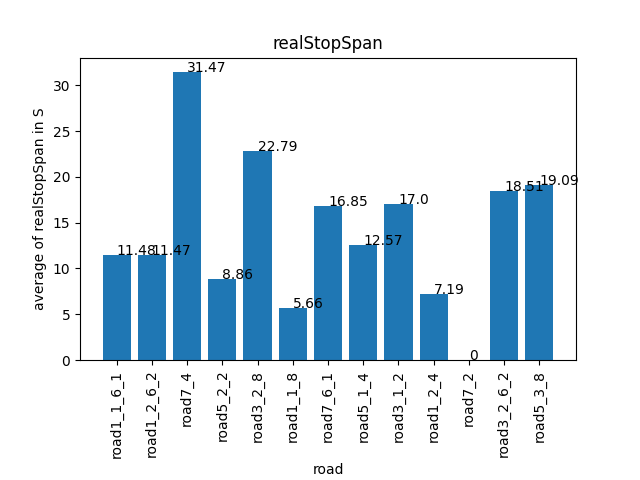 realStopSpan
average of realStopSpan in S
30
25
20
15
10
5
0
11.48
11.47
31.47
8.86
22.79
5.66
16.85
12.57
17.0
7.19
0
18.51
19.09
road1_1_6_1
road1_2_6_2
road7_4
road5_2_2
road3_2_8
road1_1_8
road7_6_1
road5_1_4
road3_1_2
road1_2_4
road7_2
road3_2_6_2
road5_3_8
road